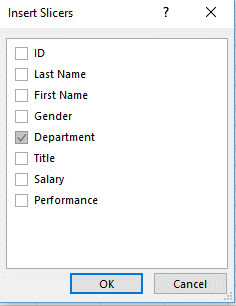 Insert Slicers ?
ID
Last Name
First Name
Gender
Department
Title
Salary
Performance
OK Cancel